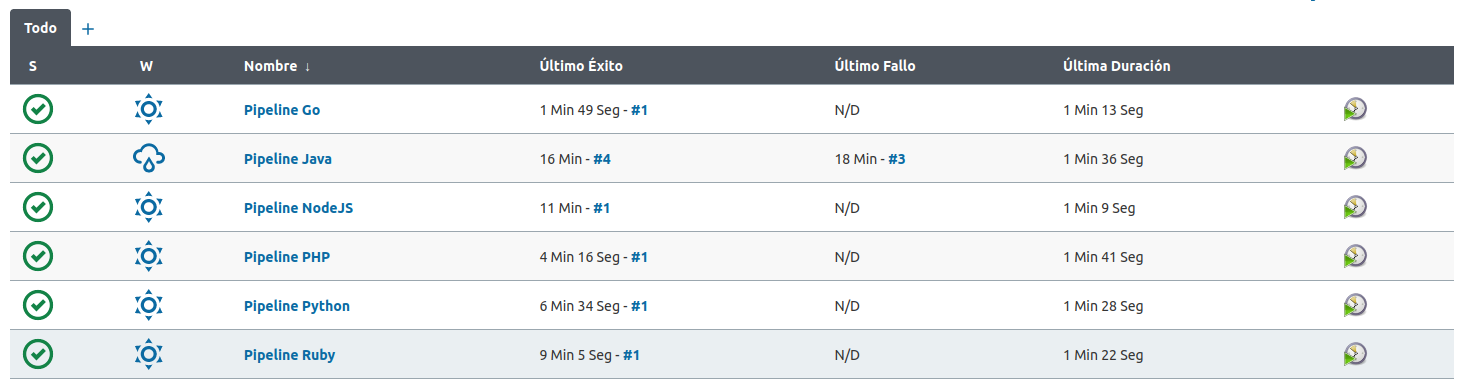 Todo +
S W Nombre ↓ Último Éxito Último Fallo Última Duración
Pipeline Go 1 Min 49 Seg - #1 N/D 1 Min 13 Seg
Pipeline Java 16 Min - #4 18 Min - #3 1 Min 36 Seg
Pipeline NodeJS 11 Min - #1 N/D 1 Min 9 Seg
Pipeline PHP 4 Min 16 Seg - #1 N/D 1 Min 41 Seg
Pipeline Python 6 Min 34 Seg - #1 N/D 1 Min 28 Seg
Pipeline Ruby 9 Min 5 Seg - #1 N/D 1 Min 22 Seg